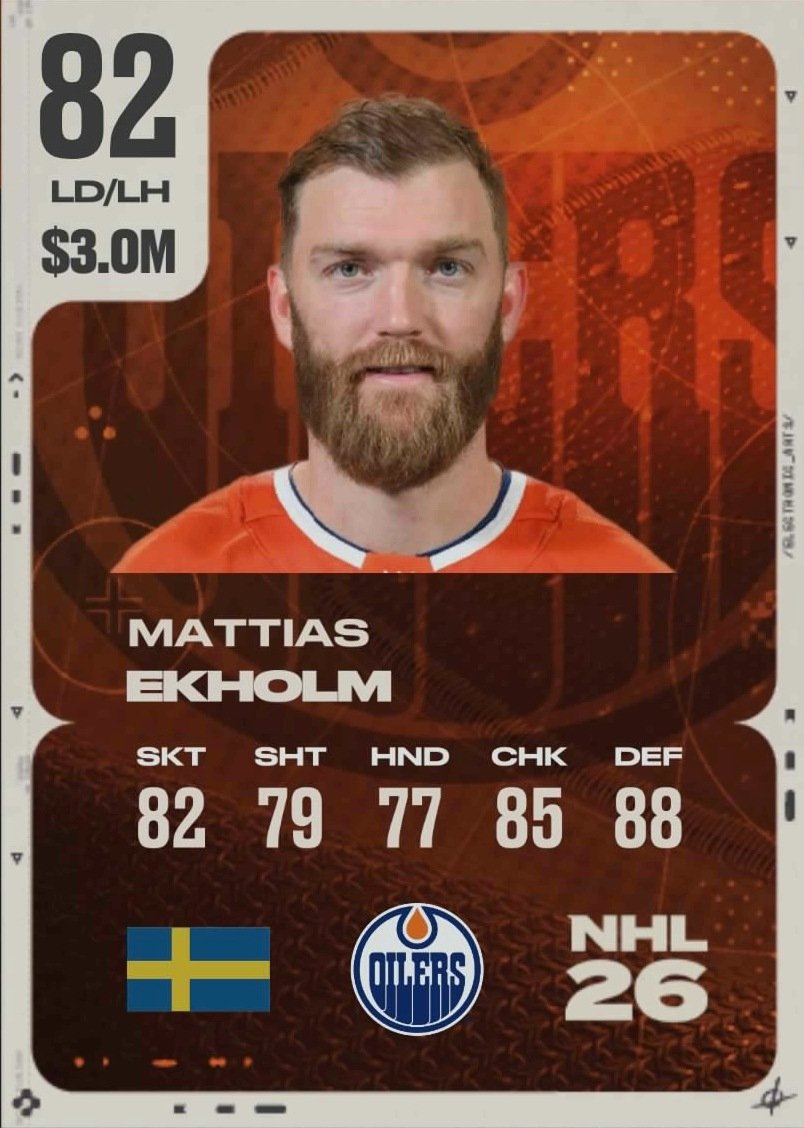 82
LD/LH
$3.0M
/ELECTRONIC_ARTS/
MATTIAS
EKHOLM
SKT SHT HND CHK DEF
82 79 77 85 88
OILERS
NHL
26